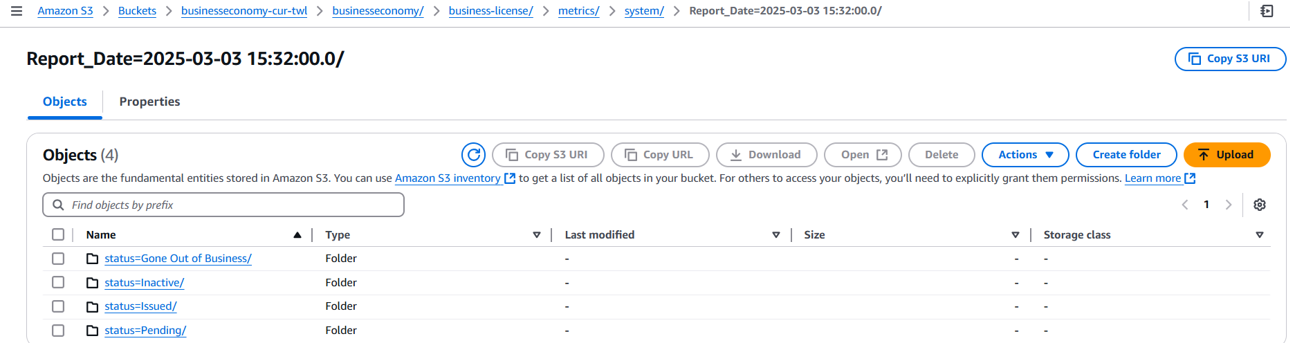 Amazon S3 > Buckets > businesseconomy-cur-twl > businesseconomy/ > business-license/ > metrics/ > system/ > Report_Date=2025-03-03 15:32:00.0/
Report_Date=2025-03-03 15:32:00.0/
Copy S3 URI
Objects Properties
Objects (4)
Copy S3 URI Copy URL Download Open Delete Actions Create folder Upload
Objects are the fundamental entities stored in Amazon S3. You can use Amazon S3 inventory to get a list of all objects in your bucket. For others to access your objects, you'll need to explicitly grant them permissions. Learn more
Find objects by prefix
1
Name Type Last modified Size Storage class
status=Gone Out of Business/ Folder - - -
status=Inactive/ Folder - - -
status=Issued/ Folder - - -
status=Pending/ Folder - - -